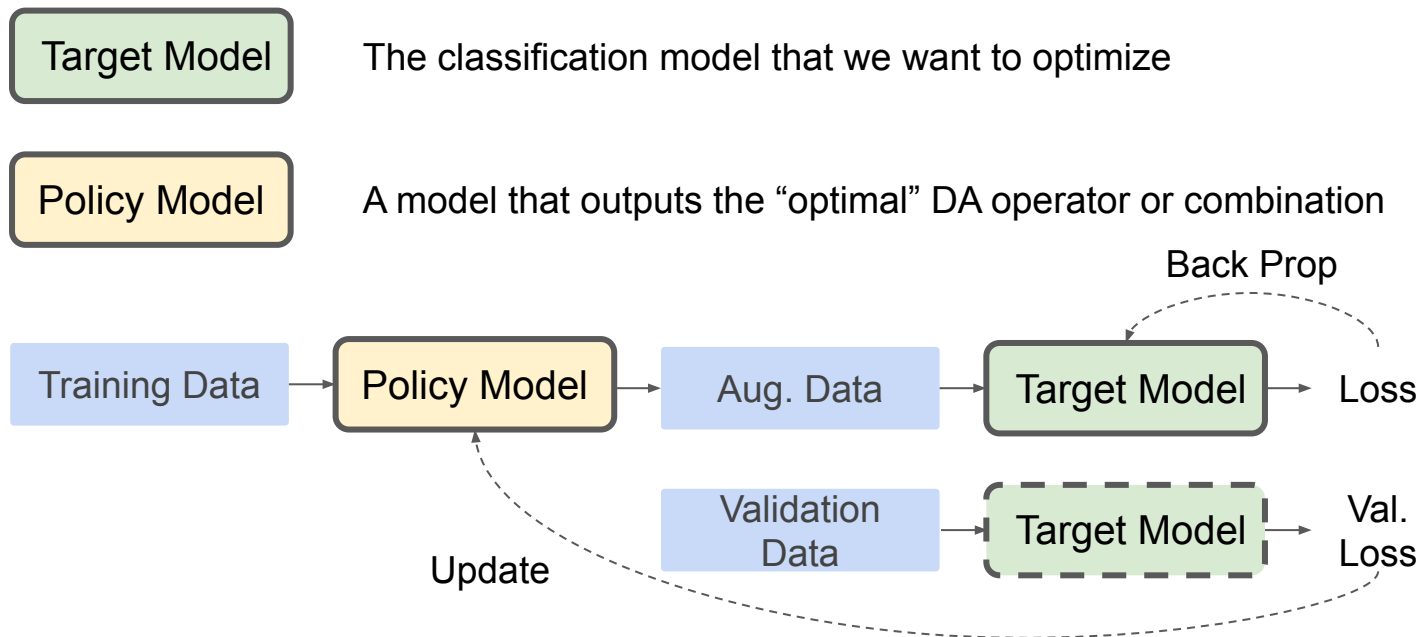 Target Model
The classification model that we want to optimize
Policy Model
A model that outputs the “optimal” DA operator or combination
Back Prop
Training Data
Policy Model
Aug. Data
Target Model
Loss
Validation
Data
Target Model
Val.
Loss
Update